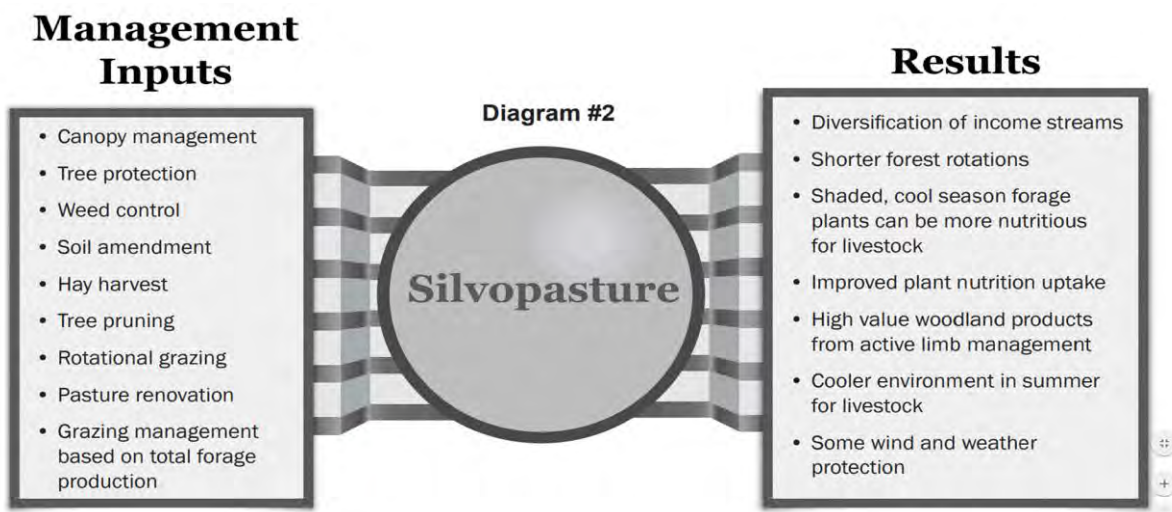 Management
Inputs
• Canopy management
• Tree protection
• Weed control
• Soil amendment
• Hay harvest
• Tree pruning
• Rotational grazing
• Pasture renovation
• Grazing management
based on total forage
production
Diagram #2
Silvopasture
Results
• Diversification of income streams
• Shorter forest rotations
• Shaded, cool season forage
plants can be more nutritious
for livestock
• Improved plant nutrition uptake
• High value woodland products
from active limb management
• Cooler environment in summer
for livestock
• Some wind and weather
protection